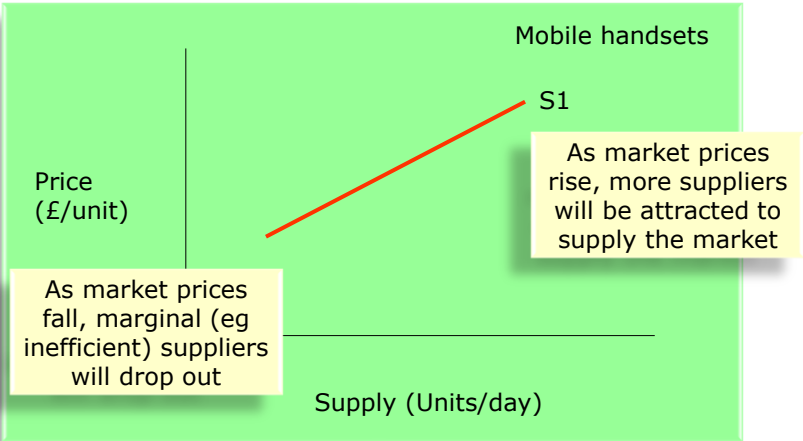 Mobile handsets
S1
As market prices
rise, more suppliers
will be attracted to
supply the market
Price
(£/unit)
As market prices
fall, marginal (eg
inefficient) suppliers
will drop out
Supply (Units/day)